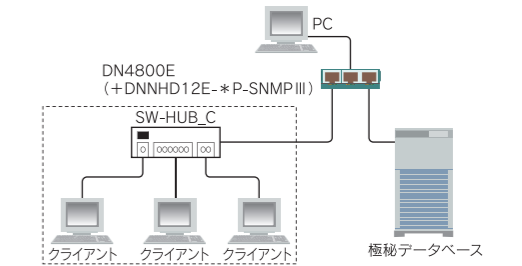 PC
DN4800E
(＋DNNHD12E-＊P-SNMPⅢ)
SW-HUB_C
クライアント クライアント クライアント
極秘データベース